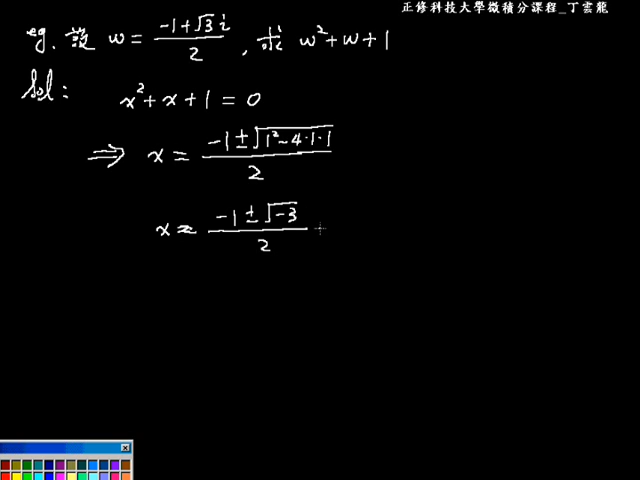 正修科技大學微積分課程_丁雲龍
eg. 設 w = (-1+√3 i)/2 , 求 w²+w+1
Sol:
x²+x+1=0
⇒ x = (-1±√(1²-4·1·1))/2
x = (-1±√-3)/2